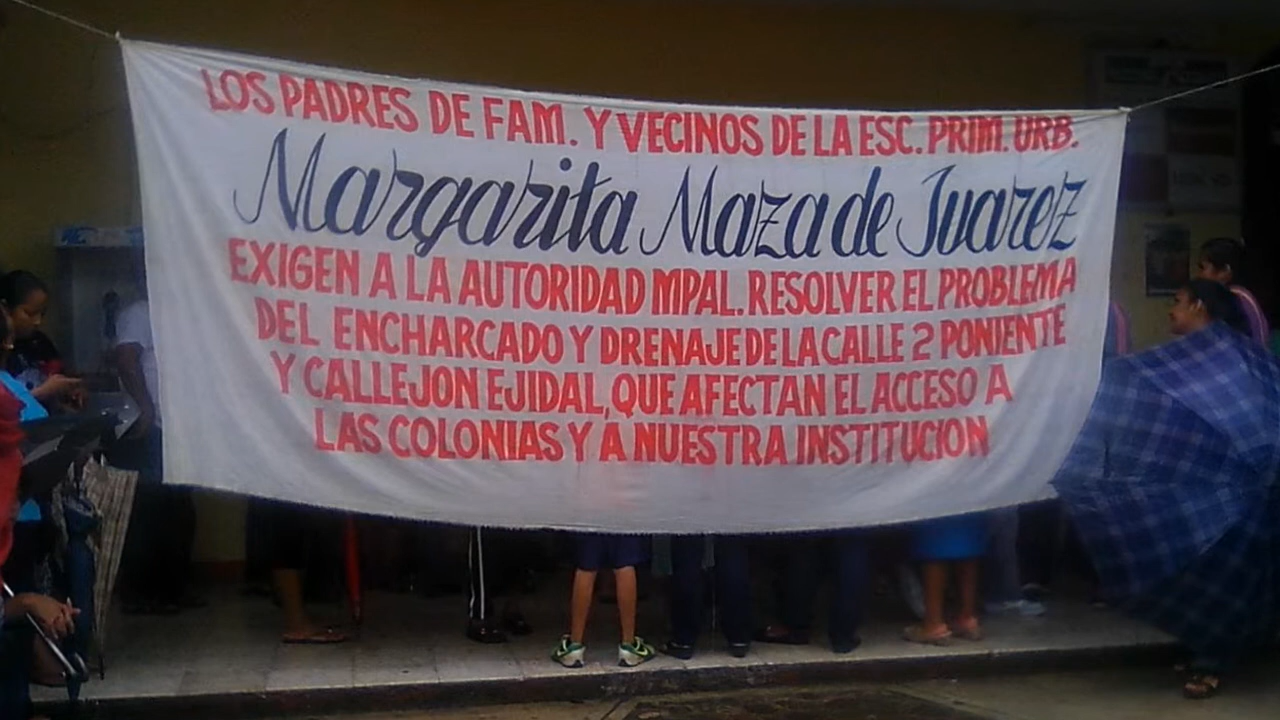 LOS PADRES DE FAM. Y VECINOS DE LA ESC. PRIM. URB.
Margarita Maza de Juarez
EXIGEN A LA AUTORIDAD MPAL. RESOLVER EL PROBLEMA
DEL ENCHARCADO Y DRENAJE DE LA CALLE 2 PONIENTE
Y CALLEJON EJIDAL, QUE AFECTAN EL ACCESO A
LAS COLONIAS Y A NUESTRA INSTITUCION